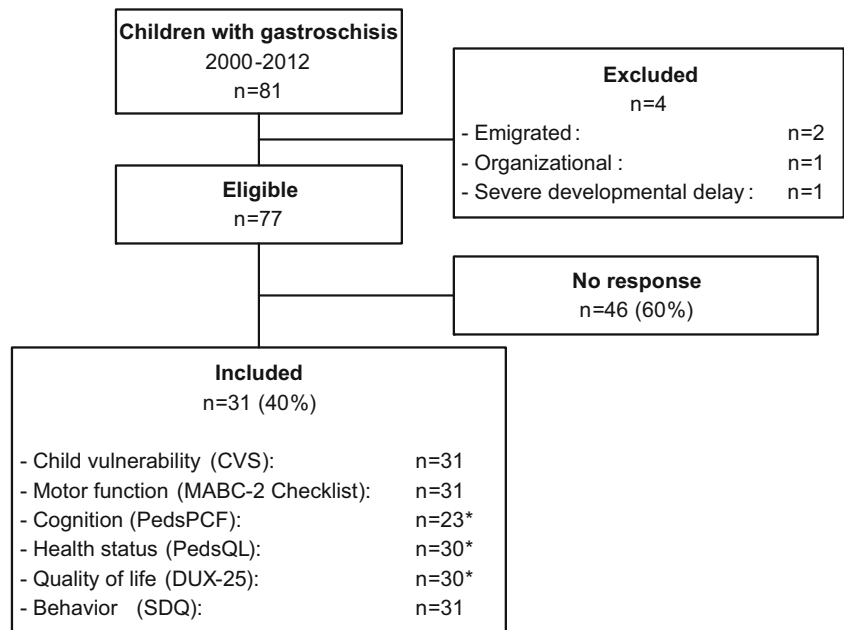 Children with gastroschisis
2000-2012
n=81
Excluded
n=4
- Emigrated : n=2
- Organizational : n=1
- Severe developmental delay : n=1
Eligible
n=77
No response
n=46 (60%)
Included
n=31 (40%)
- Child vulnerability (CVS): n=31
- Motor function (MABC-2 Checklist): n=31
- Cognition (PedsPCF): n=23*
- Health status (PedsQL): n=30*
- Quality of life (DUX-25): n=30*
- Behavior (SDQ): n=31